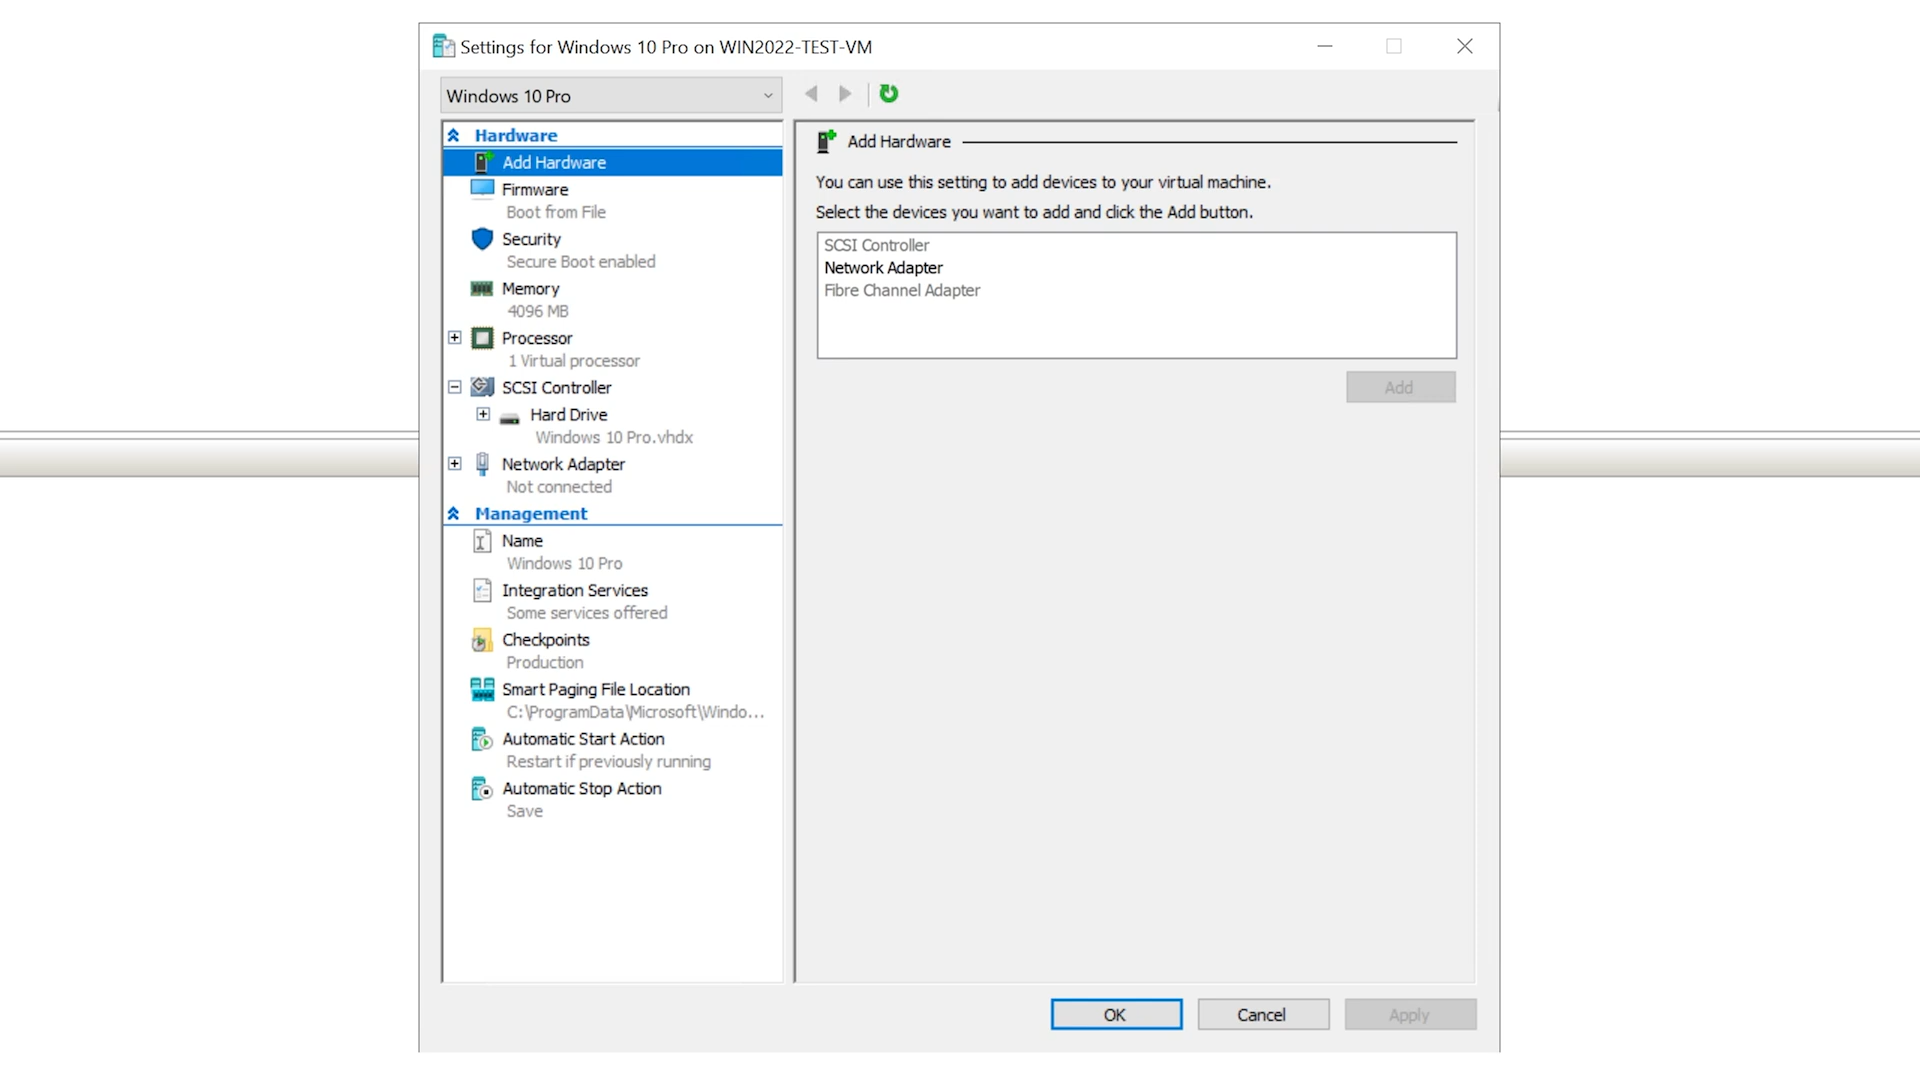 Settings for Windows 10 Pro on WIN2022-TEST-VM
Windows 10 Pro
Hardware
Add Hardware
Firmware
Boot from File
Security
Secure Boot enabled
Memory
4096 MB
Processor
1 Virtual processor
SCSI Controller
Hard Drive
Windows 10 Pro.vhdx
Network Adapter
Not connected
Management
Name
Windows 10 Pro
Integration Services
Some services offered
Checkpoints
Production
Smart Paging File Location
C:\ProgramData\Microsoft\Windo...
Automatic Start Action
Restart if previously running
Automatic Stop Action
Save
Add Hardware
You can use this setting to add devices to your virtual machine.
Select the devices you want to add and click the Add button.
SCSI Controller
Network Adapter
Fibre Channel Adapter
Add
OK
Cancel
Apply